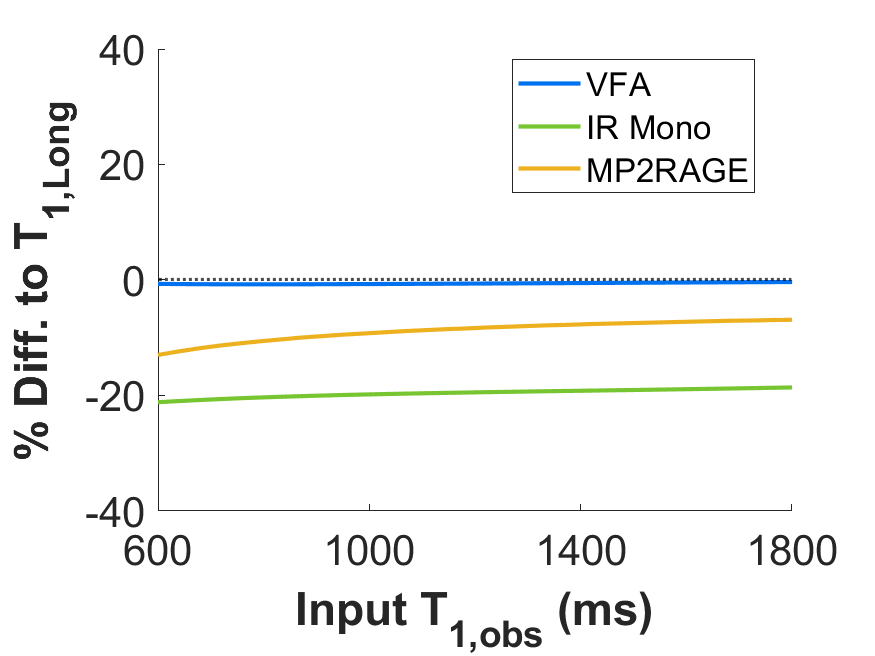 40
20
0
-20
-40
% Diff. to T1,Long
VFA
IR Mono
MP2RAGE
600
1000
1400
1800
Input T1,obs (ms)